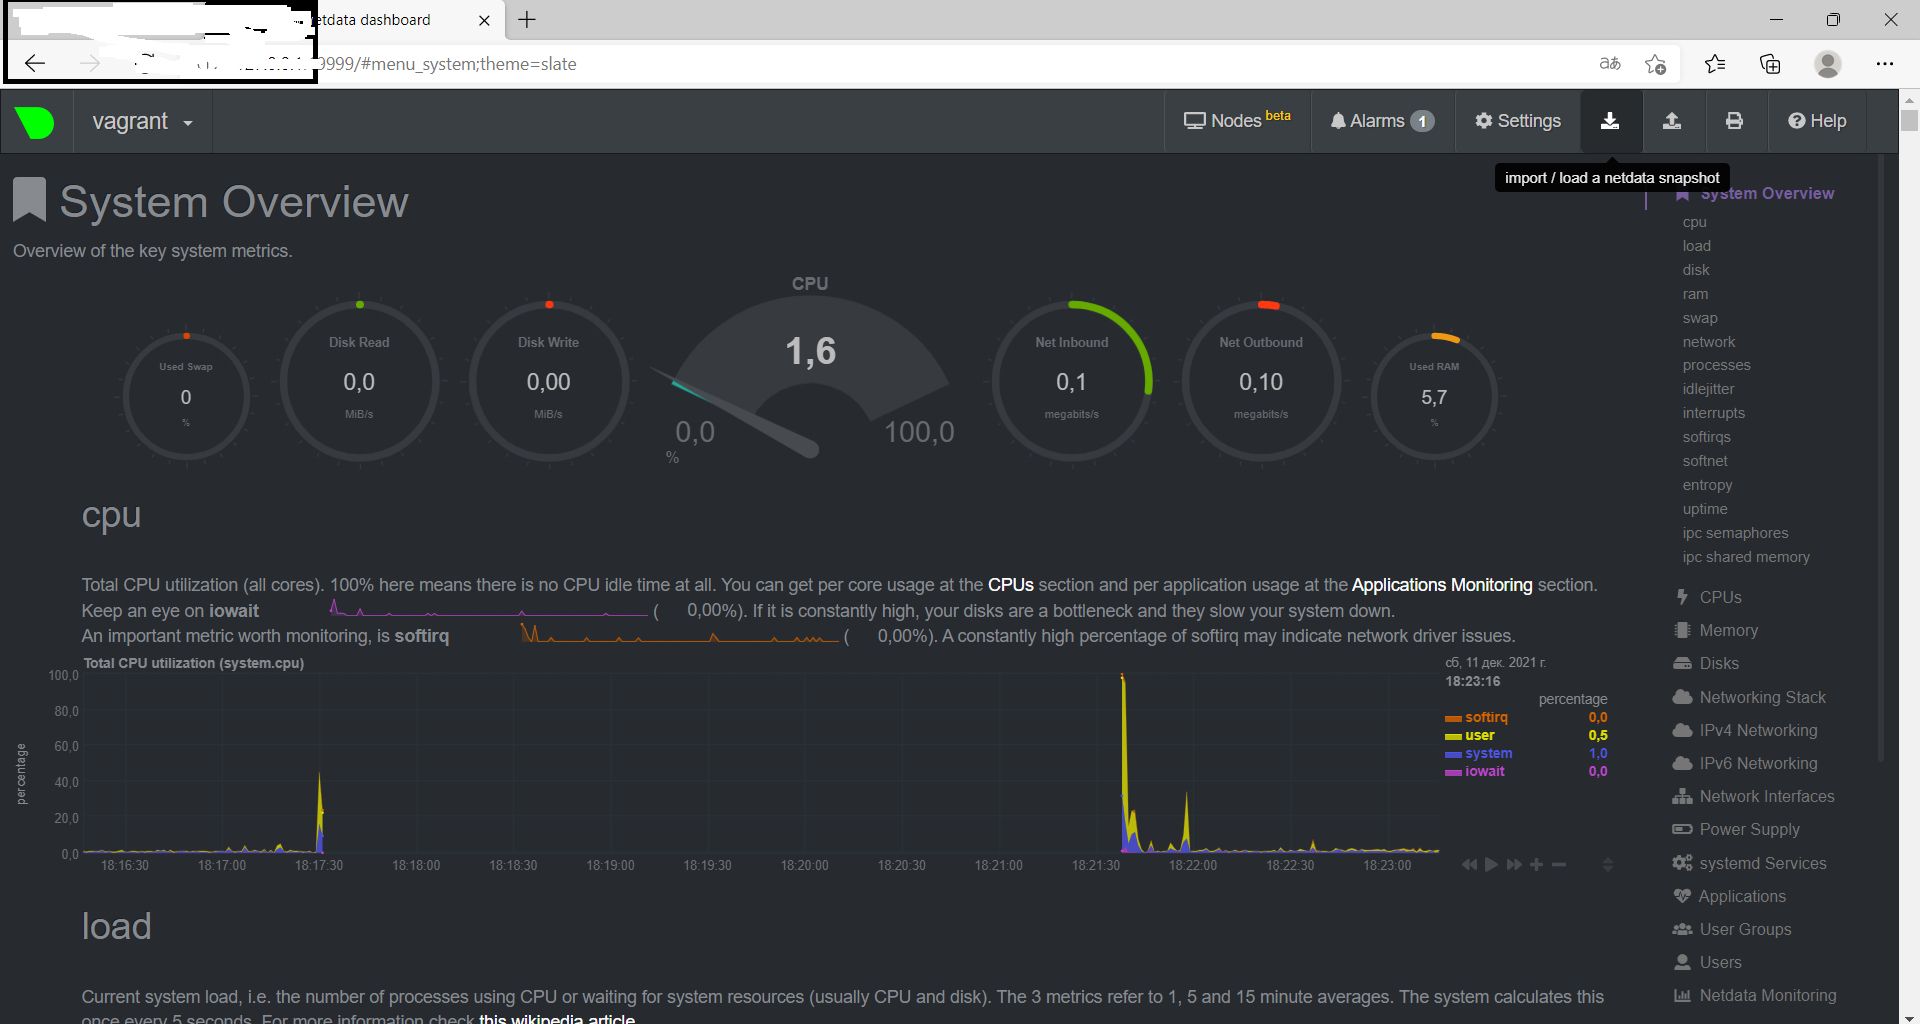 etdata dashboard
9999/#menu_system;theme=slate
aあ
vagrant
Nodes beta
Alarms 1
Settings
Help
import / load a netdata snapshot
System Overview
Overview of the key system metrics.
CPU
1,6
0,0
100,0
%
Used Swap
0
%
Disk Read
0,0
MiB/s
Disk Write
0,00
MiB/s
Net Inbound
0,1
megabits/s
Net Outbound
0,10
megabits/s
Used RAM
5,7
%
cpu
Total CPU utilization (all cores). 100% here means there is no CPU idle time at all. You can get per core usage at the CPUs section and per application usage at the Applications Monitoring section.
Keep an eye on iowait ( 0,00%). If it is constantly high, your disks are a bottleneck and they slow your system down.
An important metric worth monitoring, is softirq ( 0,00%). A constantly high percentage of softirq may indicate network driver issues.
Total CPU utilization (system.cpu)
percentage
100,0
80,0
60,0
40,0
20,0
0,0
18:16:30 18:17:00 18:17:30 18:18:00 18:18:30 18:19:00 18:19:30 18:20:00 18:20:30 18:21:00 18:21:30 18:22:00 18:22:30 18:23:00
сб, 11 дек. 2021 г.
18:23:16
percentage
softirq 0,0
user 0,5
system 1,0
iowait 0,0
load
Current system load, i.e. the number of processes using CPU or waiting for system resources (usually CPU and disk). The 3 metrics refer to 1, 5 and 15 minute averages. The system calculates this
once every 5 seconds. For more information check this wikipedia article
System Overview
cpu
load
disk
ram
swap
network
processes
idlejitter
interrupts
softirqs
softnet
entropy
uptime
ipc semaphores
ipc shared memory
CPUs
Memory
Disks
Networking Stack
IPv4 Networking
IPv6 Networking
Network Interfaces
Power Supply
systemd Services
Applications
User Groups
Users
Netdata Monitoring